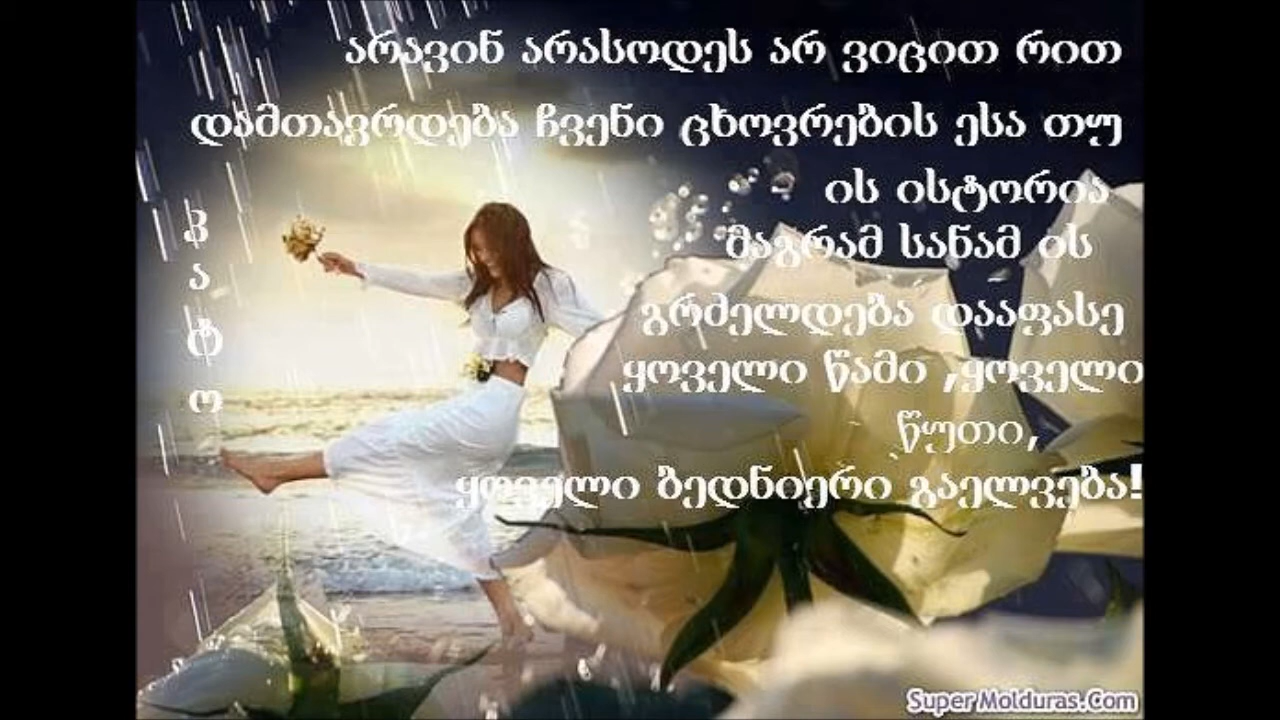 არავინ არასოდეს არ ვიცით რით
დამთავრდება ჩვენი ცხოვრების ესა თუ
ის ისტორია
მაგრამ სანამ ის
გრძელდება დააფასე
ყოველი წამი ,ყოველი
წუთი,
ყოველი ბედნიერი გაელვება!
კ
ა
ტ
ო
Super Molduras.Com